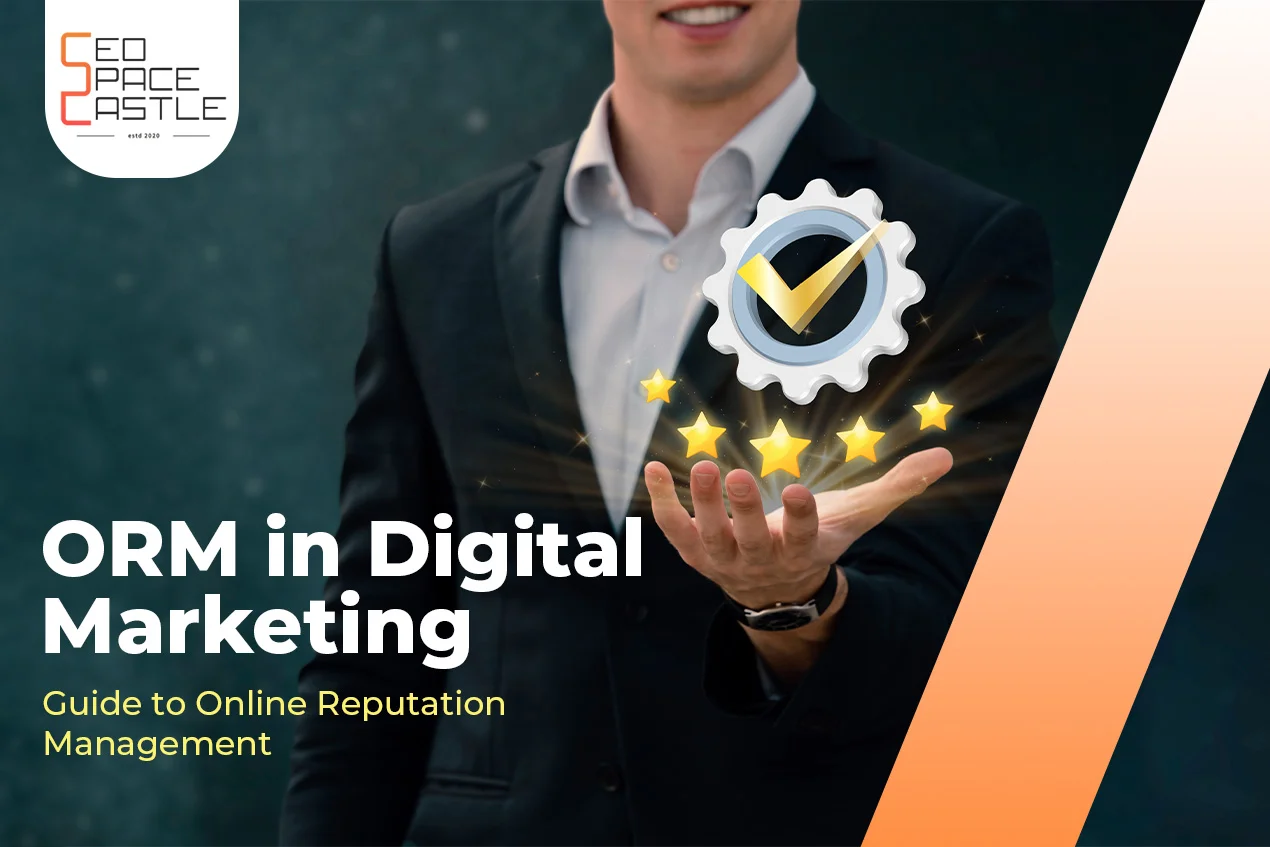 SEO
SPACE
CASTLE
estd 2020
ORM in Digital
Marketing
Guide to Online Reputation
Management